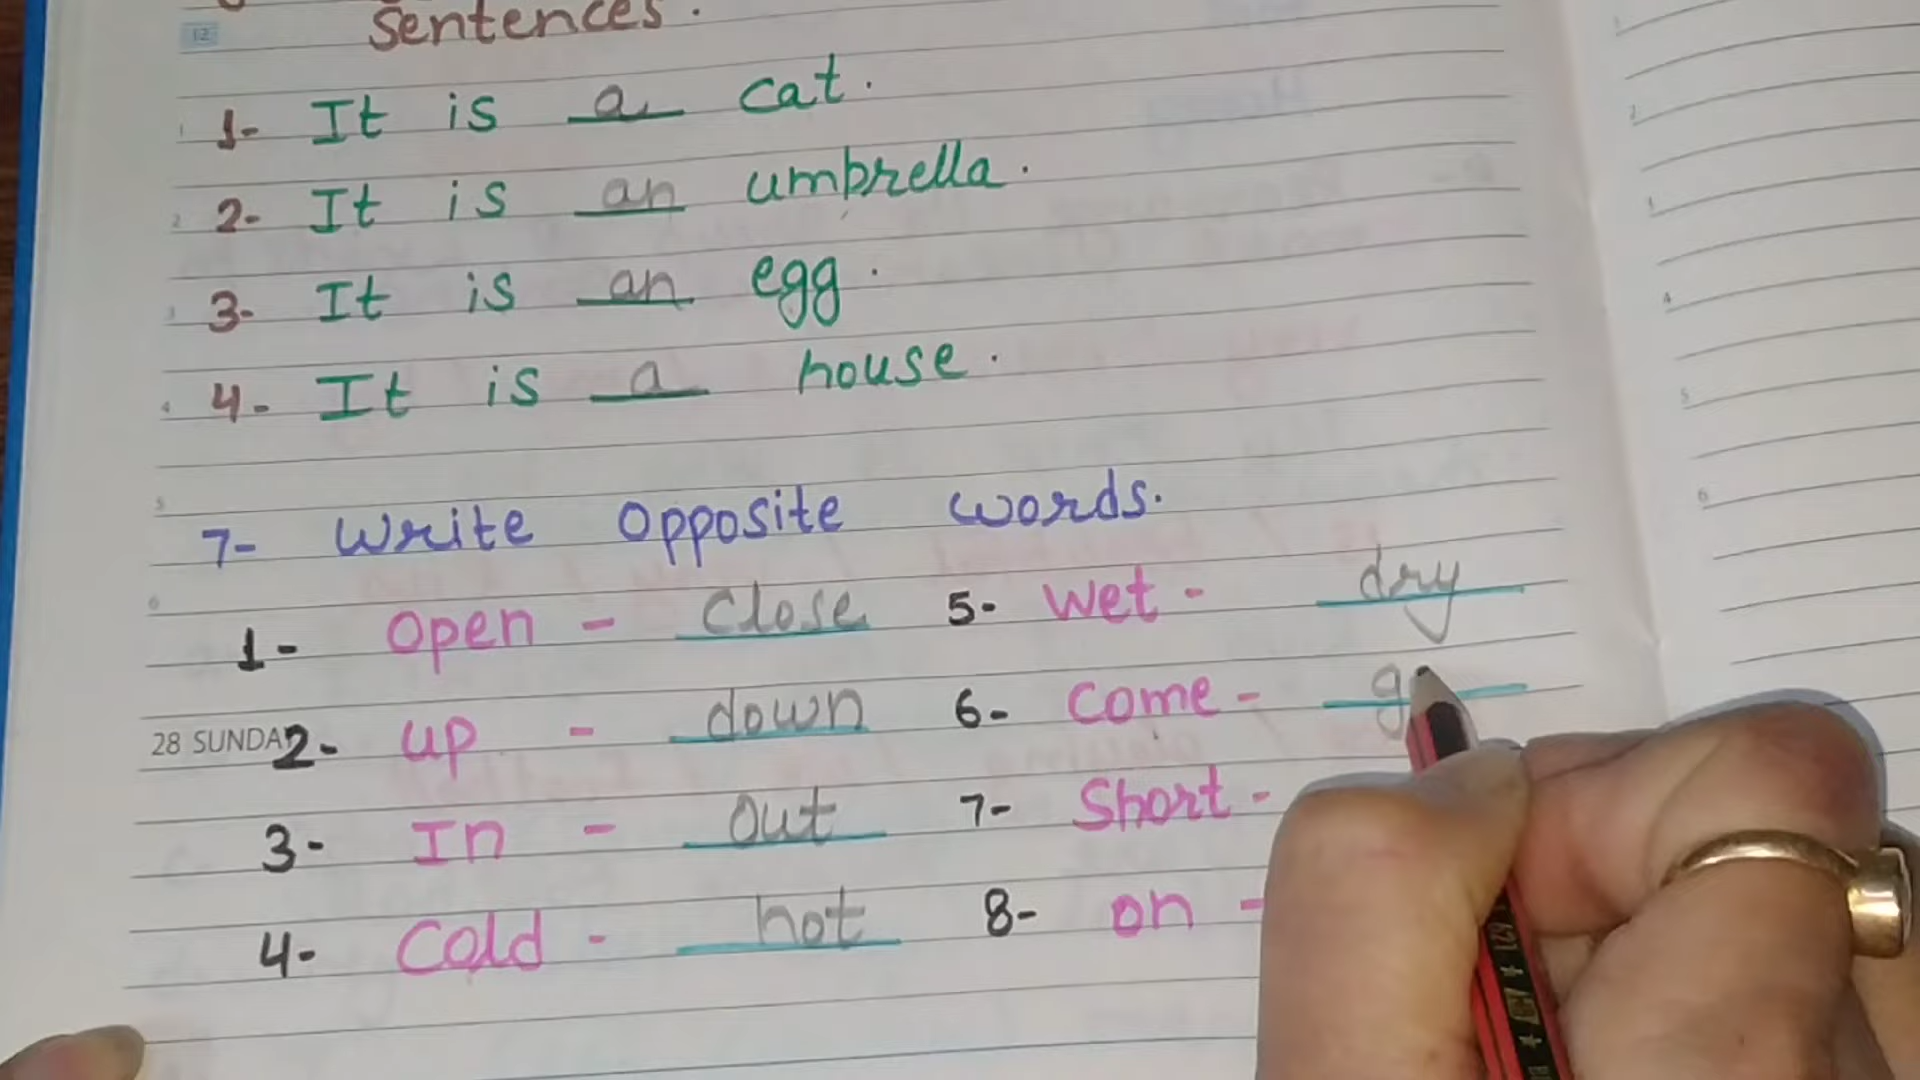 sentences.
1- It is a cat.
2- It is an umbrella.
3- It is an egg.
4- It is a house.
7- Write opposite words.
1- Open - Close 5- Wet - dry
28 SUNDAY 2- up - down 6- Come - go
3- In - out 7- Short -
4- Cold - hot 8- on -